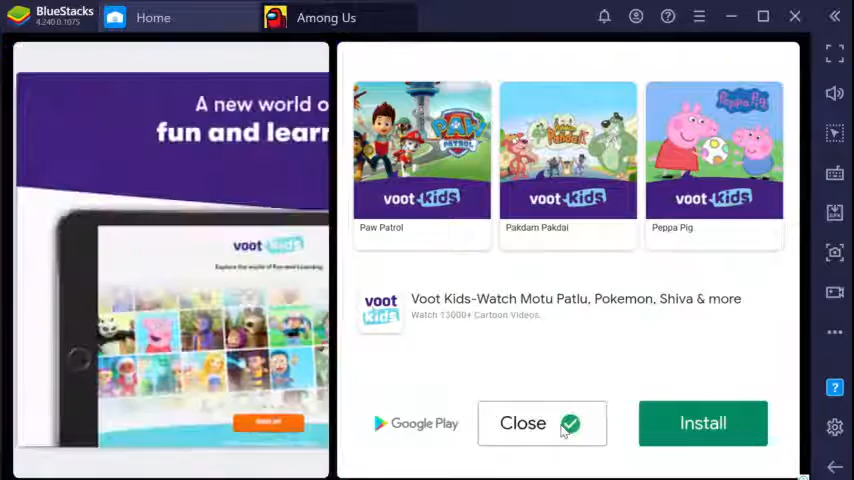 BlueStacks
4.240.0.1075
Home
Among Us
A new world o
fun and learn
voot kids
Explore the world of Fun and Learning
PAW
PATROL
voot kids
Paw Patrol
Pakdam
Pakdai
voot kids
Pakdam Pakdai
Peppa Pig
voot kids
Peppa Pig
voot
kids
Voot Kids-Watch Motu Patlu, Pokemon, Shiva & more
Watch 13000+ Cartoon Videos.
Google Play
Close
Install